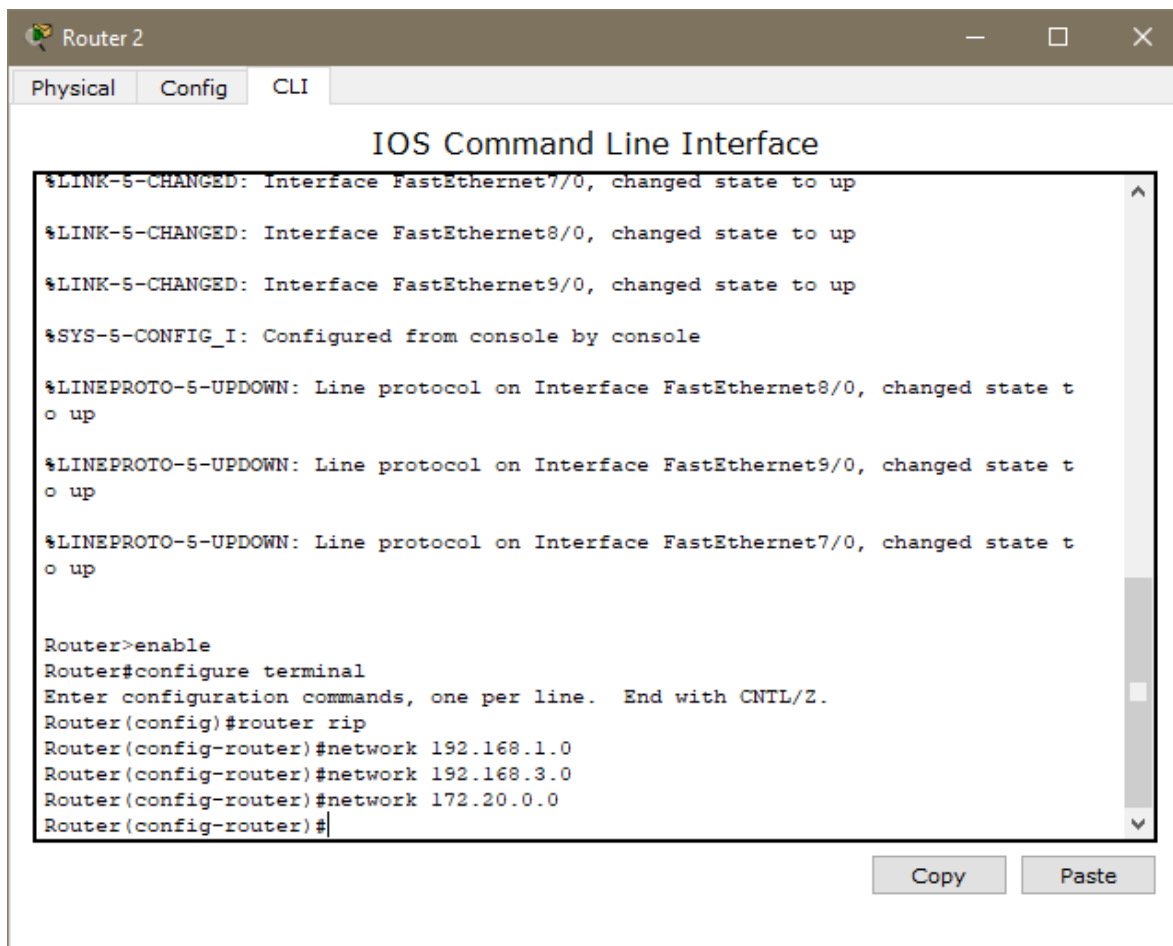 Router 2
Physical Config CLI
IOS Command Line Interface
%LINK-5-CHANGED: Interface FastEthernet7/0, changed state to up
%LINK-5-CHANGED: Interface FastEthernet8/0, changed state to up
%LINK-5-CHANGED: Interface FastEthernet9/0, changed state to up
%SYS-5-CONFIG_I: Configured from console by console
%LINEPROTO-5-UPDOWN: Line protocol on Interface FastEthernet8/0, changed state t
o up
%LINEPROTO-5-UPDOWN: Line protocol on Interface FastEthernet9/0, changed state t
o up
%LINEPROTO-5-UPDOWN: Line protocol on Interface FastEthernet7/0, changed state t
o up
Router>enable
Router#configure terminal
Enter configuration commands, one per line.  End with CNTL/Z.
Router(config)#router rip
Router(config-router)#network 192.168.1.0
Router(config-router)#network 192.168.3.0
Router(config-router)#network 172.20.0.0
Router(config-router)#
Copy Paste